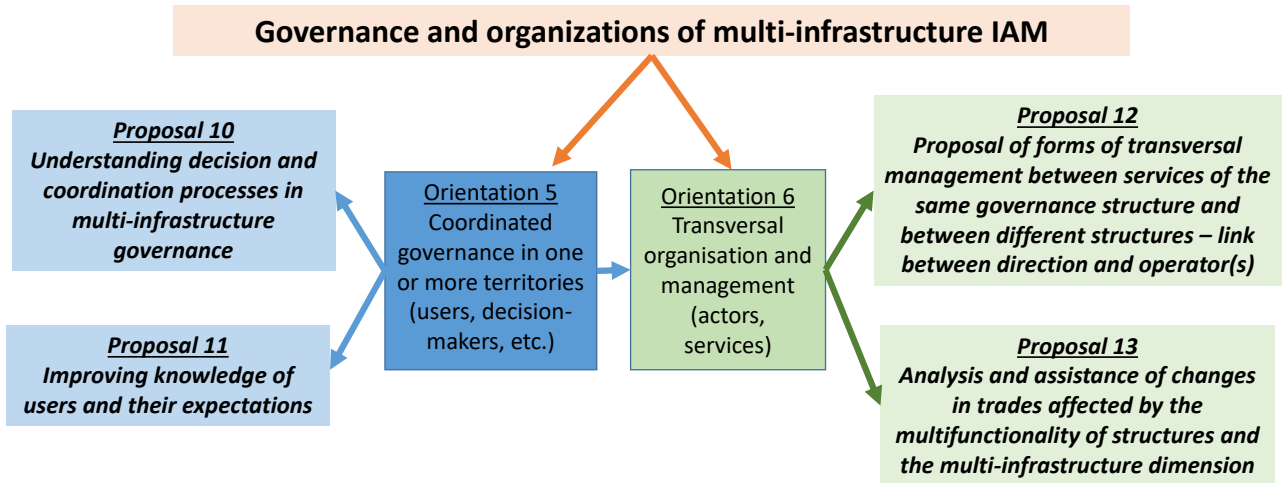 Governance and organizations of multi-infrastructure IAM
Proposal 10
Understanding decision and
coordination processes in
multi-infrastructure
governance
Proposal 11
Improving knowledge of
users and their expectations
Orientation 5
Coordinated
governance in one
or more territories
(users, decision-
makers, etc.)
Orientation 6
Transversal
organisation and
management
(actors,
services)
Proposal 12
Proposal of forms of transversal
management between services of the
same governance structure and
between different structures – link
between direction and operator(s)
Proposal 13
Analysis and assistance of changes
in trades affected by the
multifunctionality of structures and
the multi-infrastructure dimension